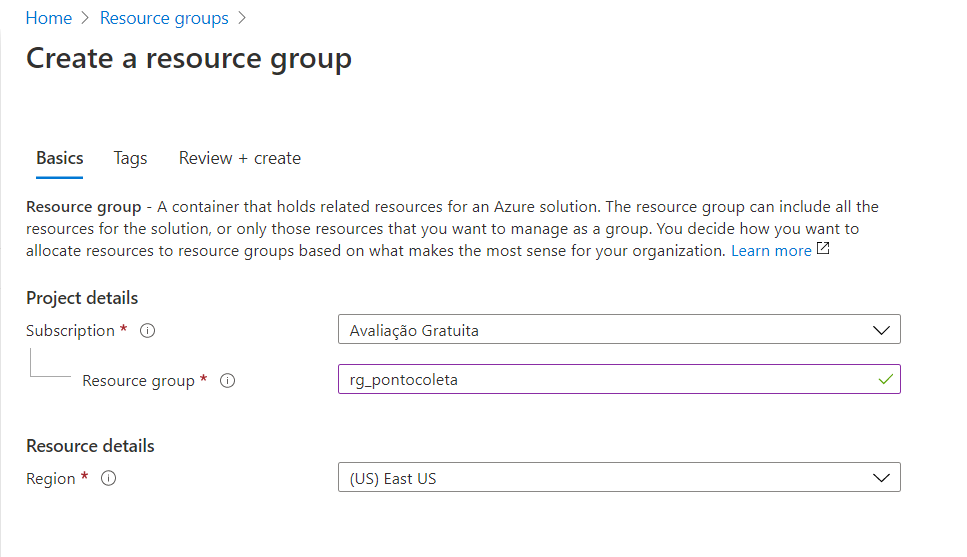 Home > Resource groups >
Create a resource group
Basics Tags Review + create
Resource group - A container that holds related resources for an Azure solution. The resource group can include all the
resources for the solution, or only those resources that you want to manage as a group. You decide how you want to
allocate resources to resource groups based on what makes the most sense for your organization. Learn more
Project details
Subscription * Avaliação Gratuita
Resource group * rg_pontocoleta
Resource details
Region * (US) East US